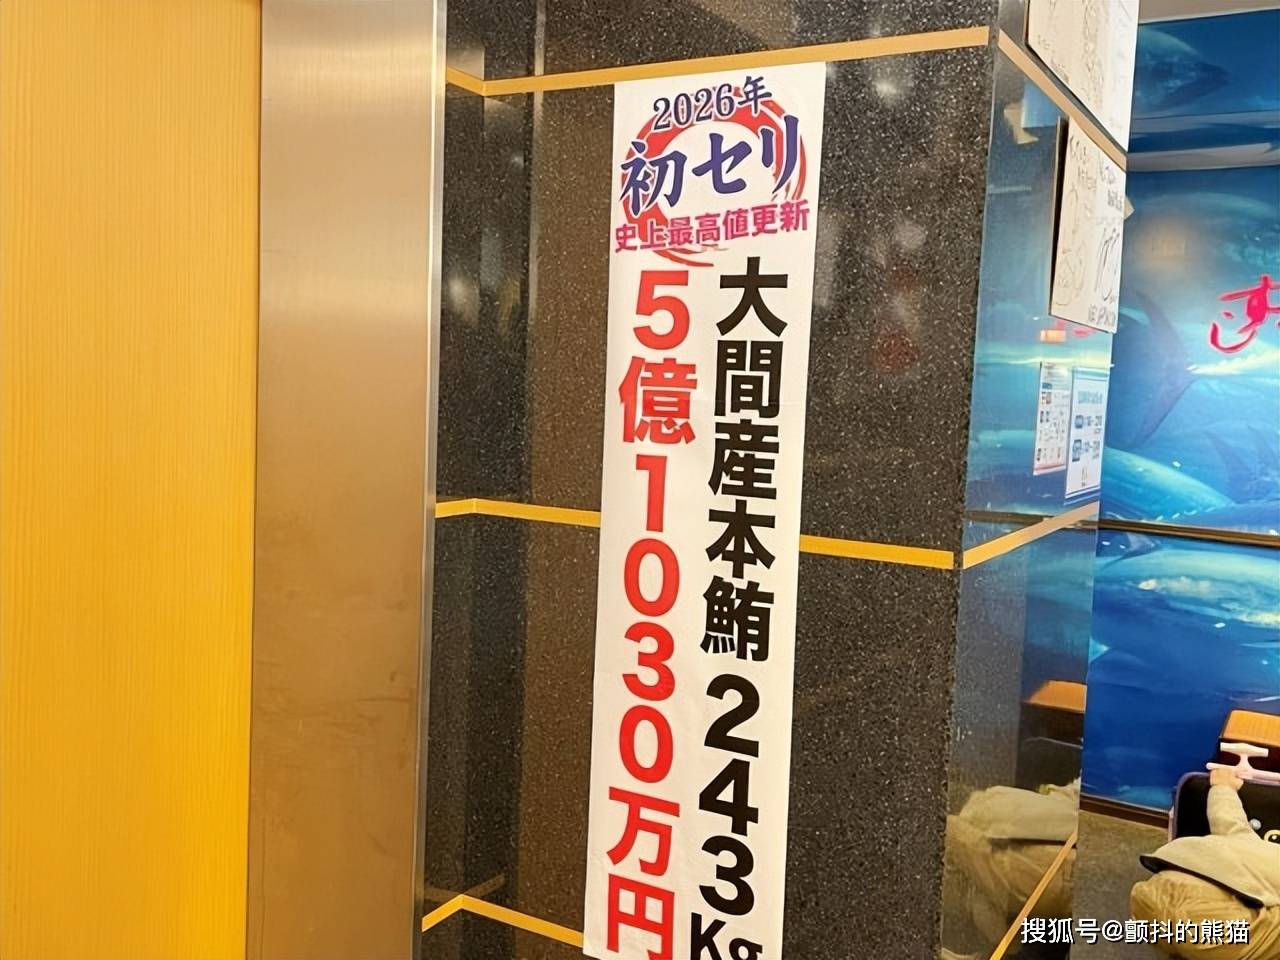 2026年
初セリ
史上最高値更新
大間産本鮪 243Kg
5億1030万円
す
搜狐号@颤抖的熊猫